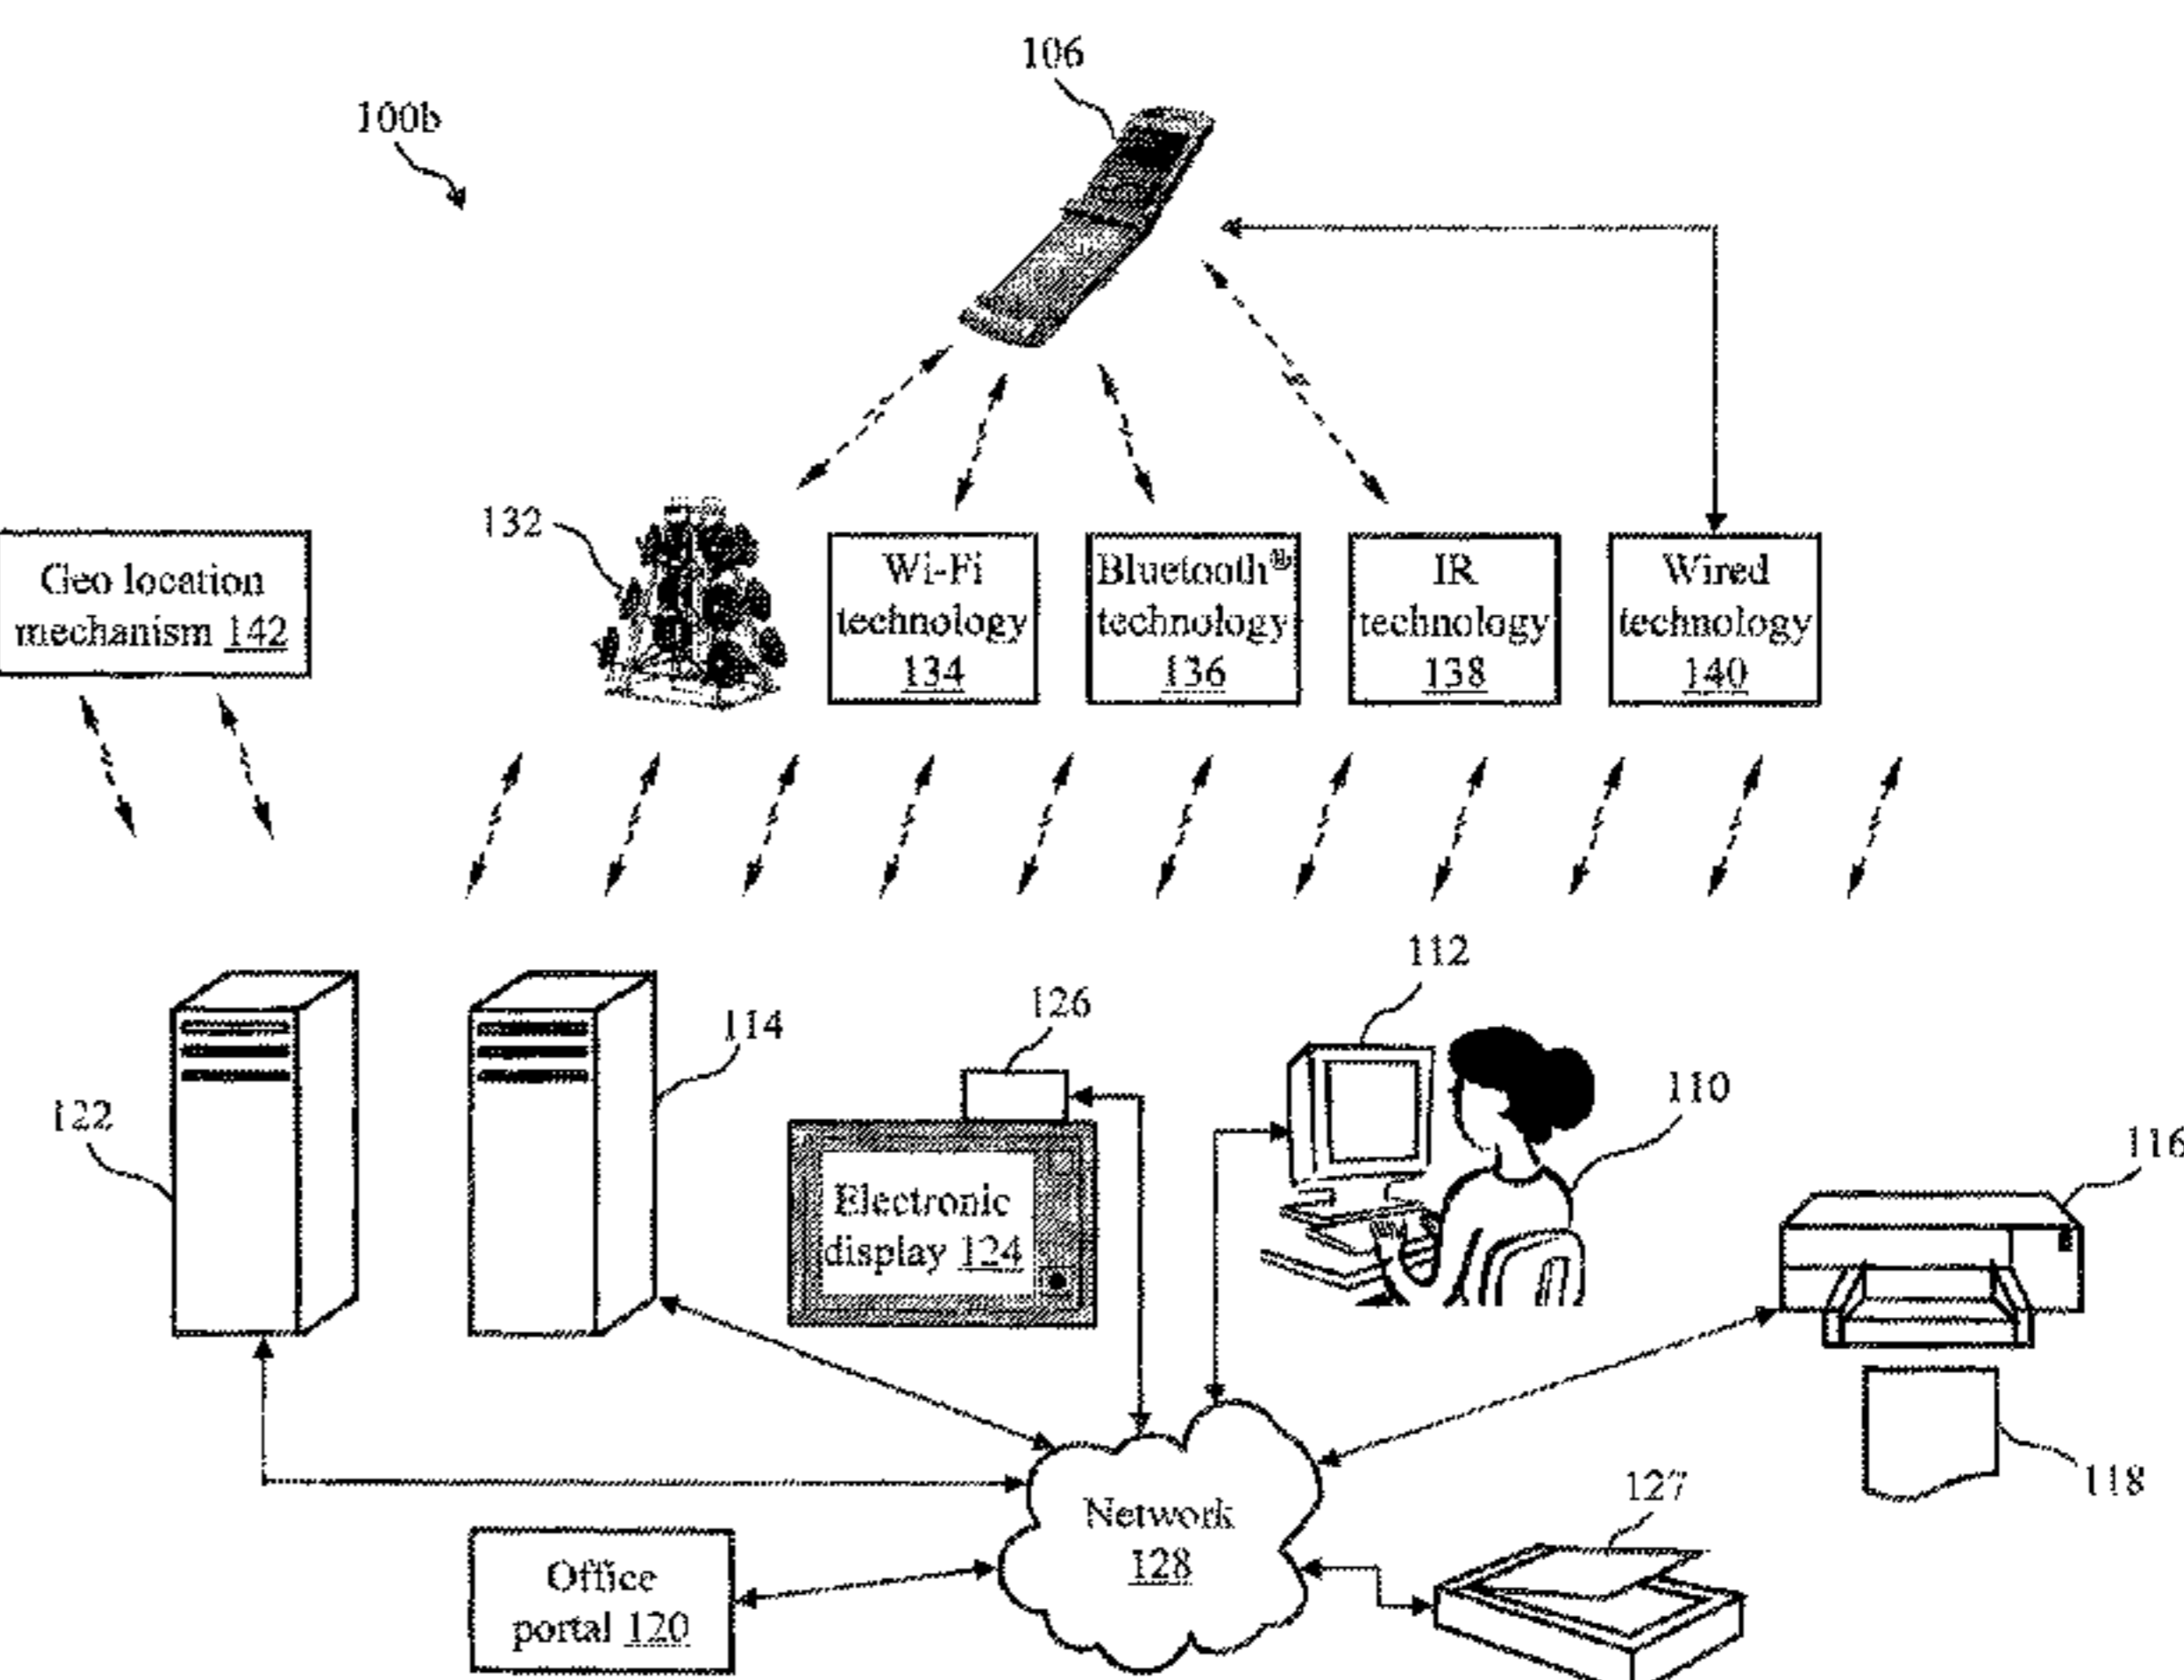 106
100b
132
Geo location
mechanism 142
Wi-Fi
technology
134
Bluetooth®
technology
136
IR
technology
138
Wired
technology
140
112
126
114
110
122
116
Electronic
display 124
118
127
Network
128
Office
portal 120